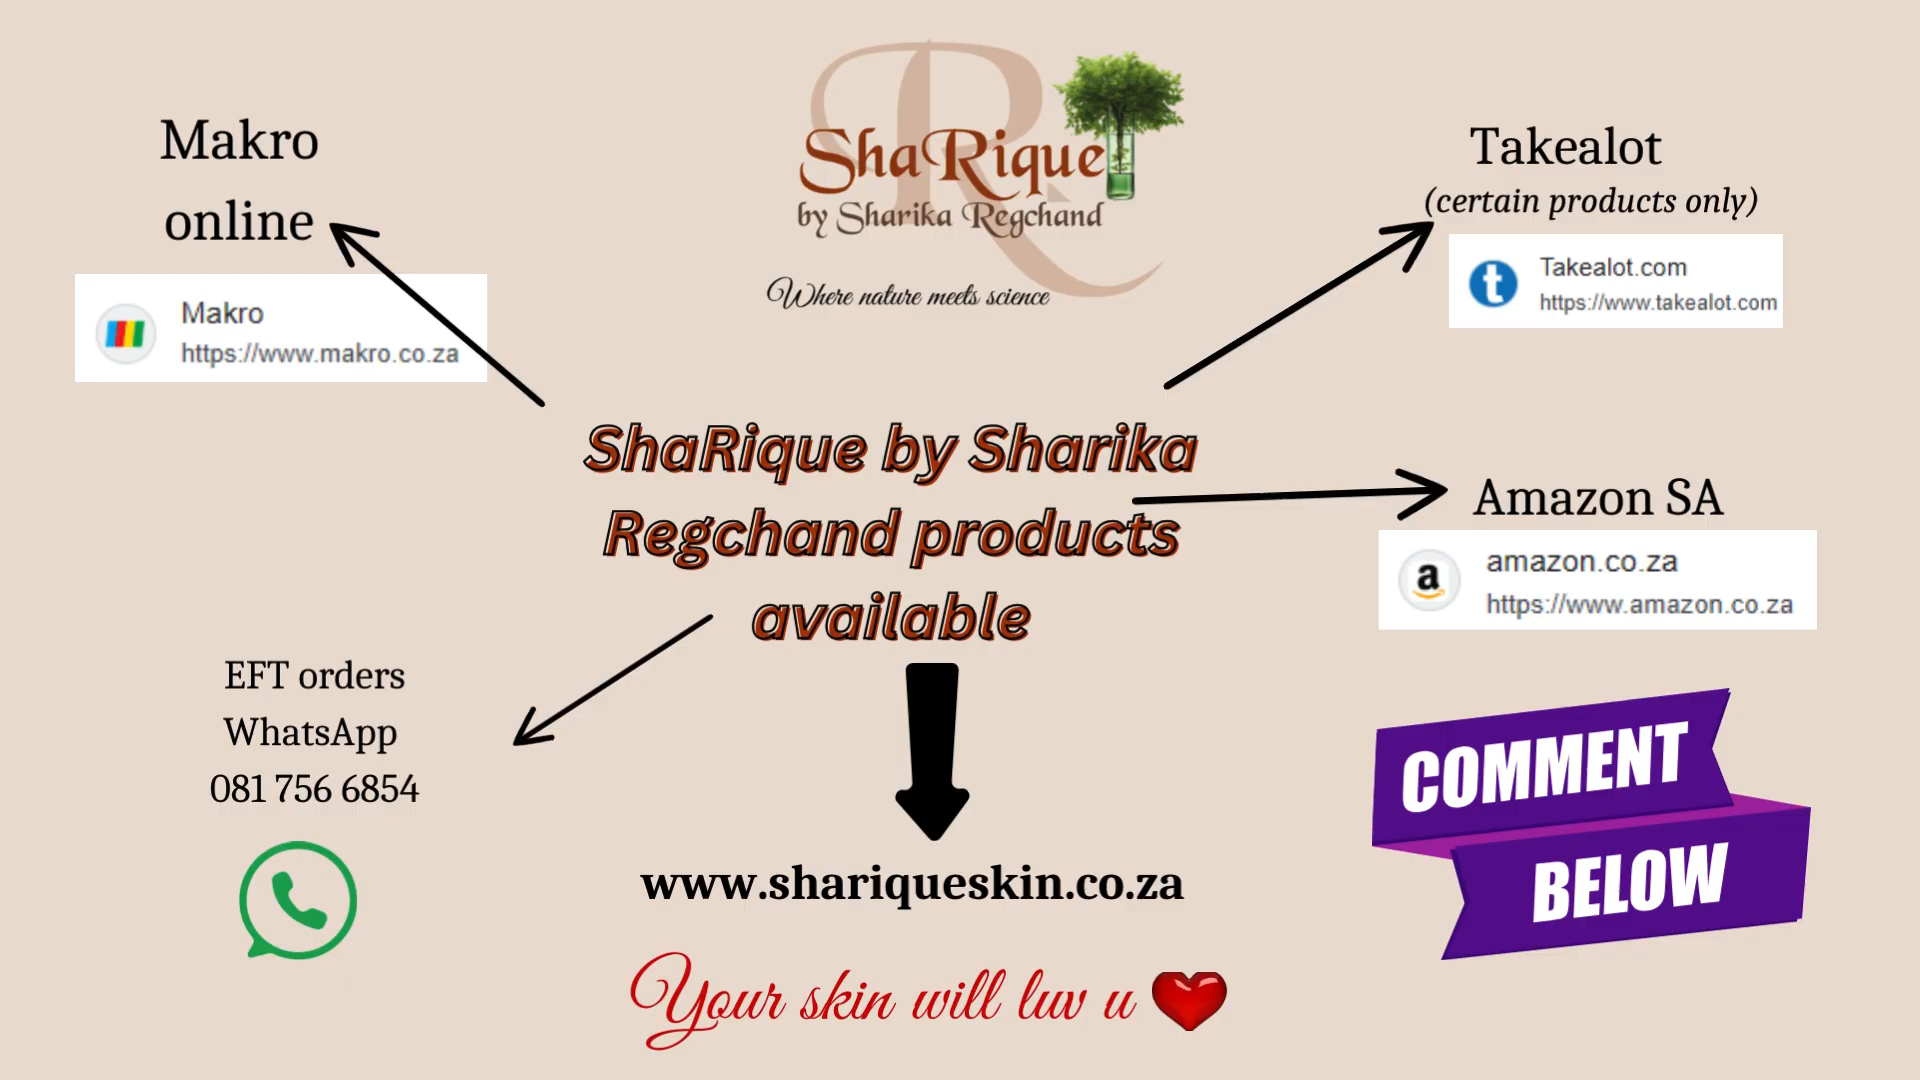 ShaRique
by Sharika Regchand
Where nature meets science
Makro
online
Makro
https://www.makro.co.za
Takealot
(certain products only)
t
Takealot.com
https://www.takealot.com
ShaRique by Sharika
Regchand products
available
Amazon SA
a
amazon.co.za
https://www.amazon.co.za
EFT orders
WhatsApp
081 756 6854
COMMENT
BELOW
www.shariqueskin.co.za
Your skin will luv u